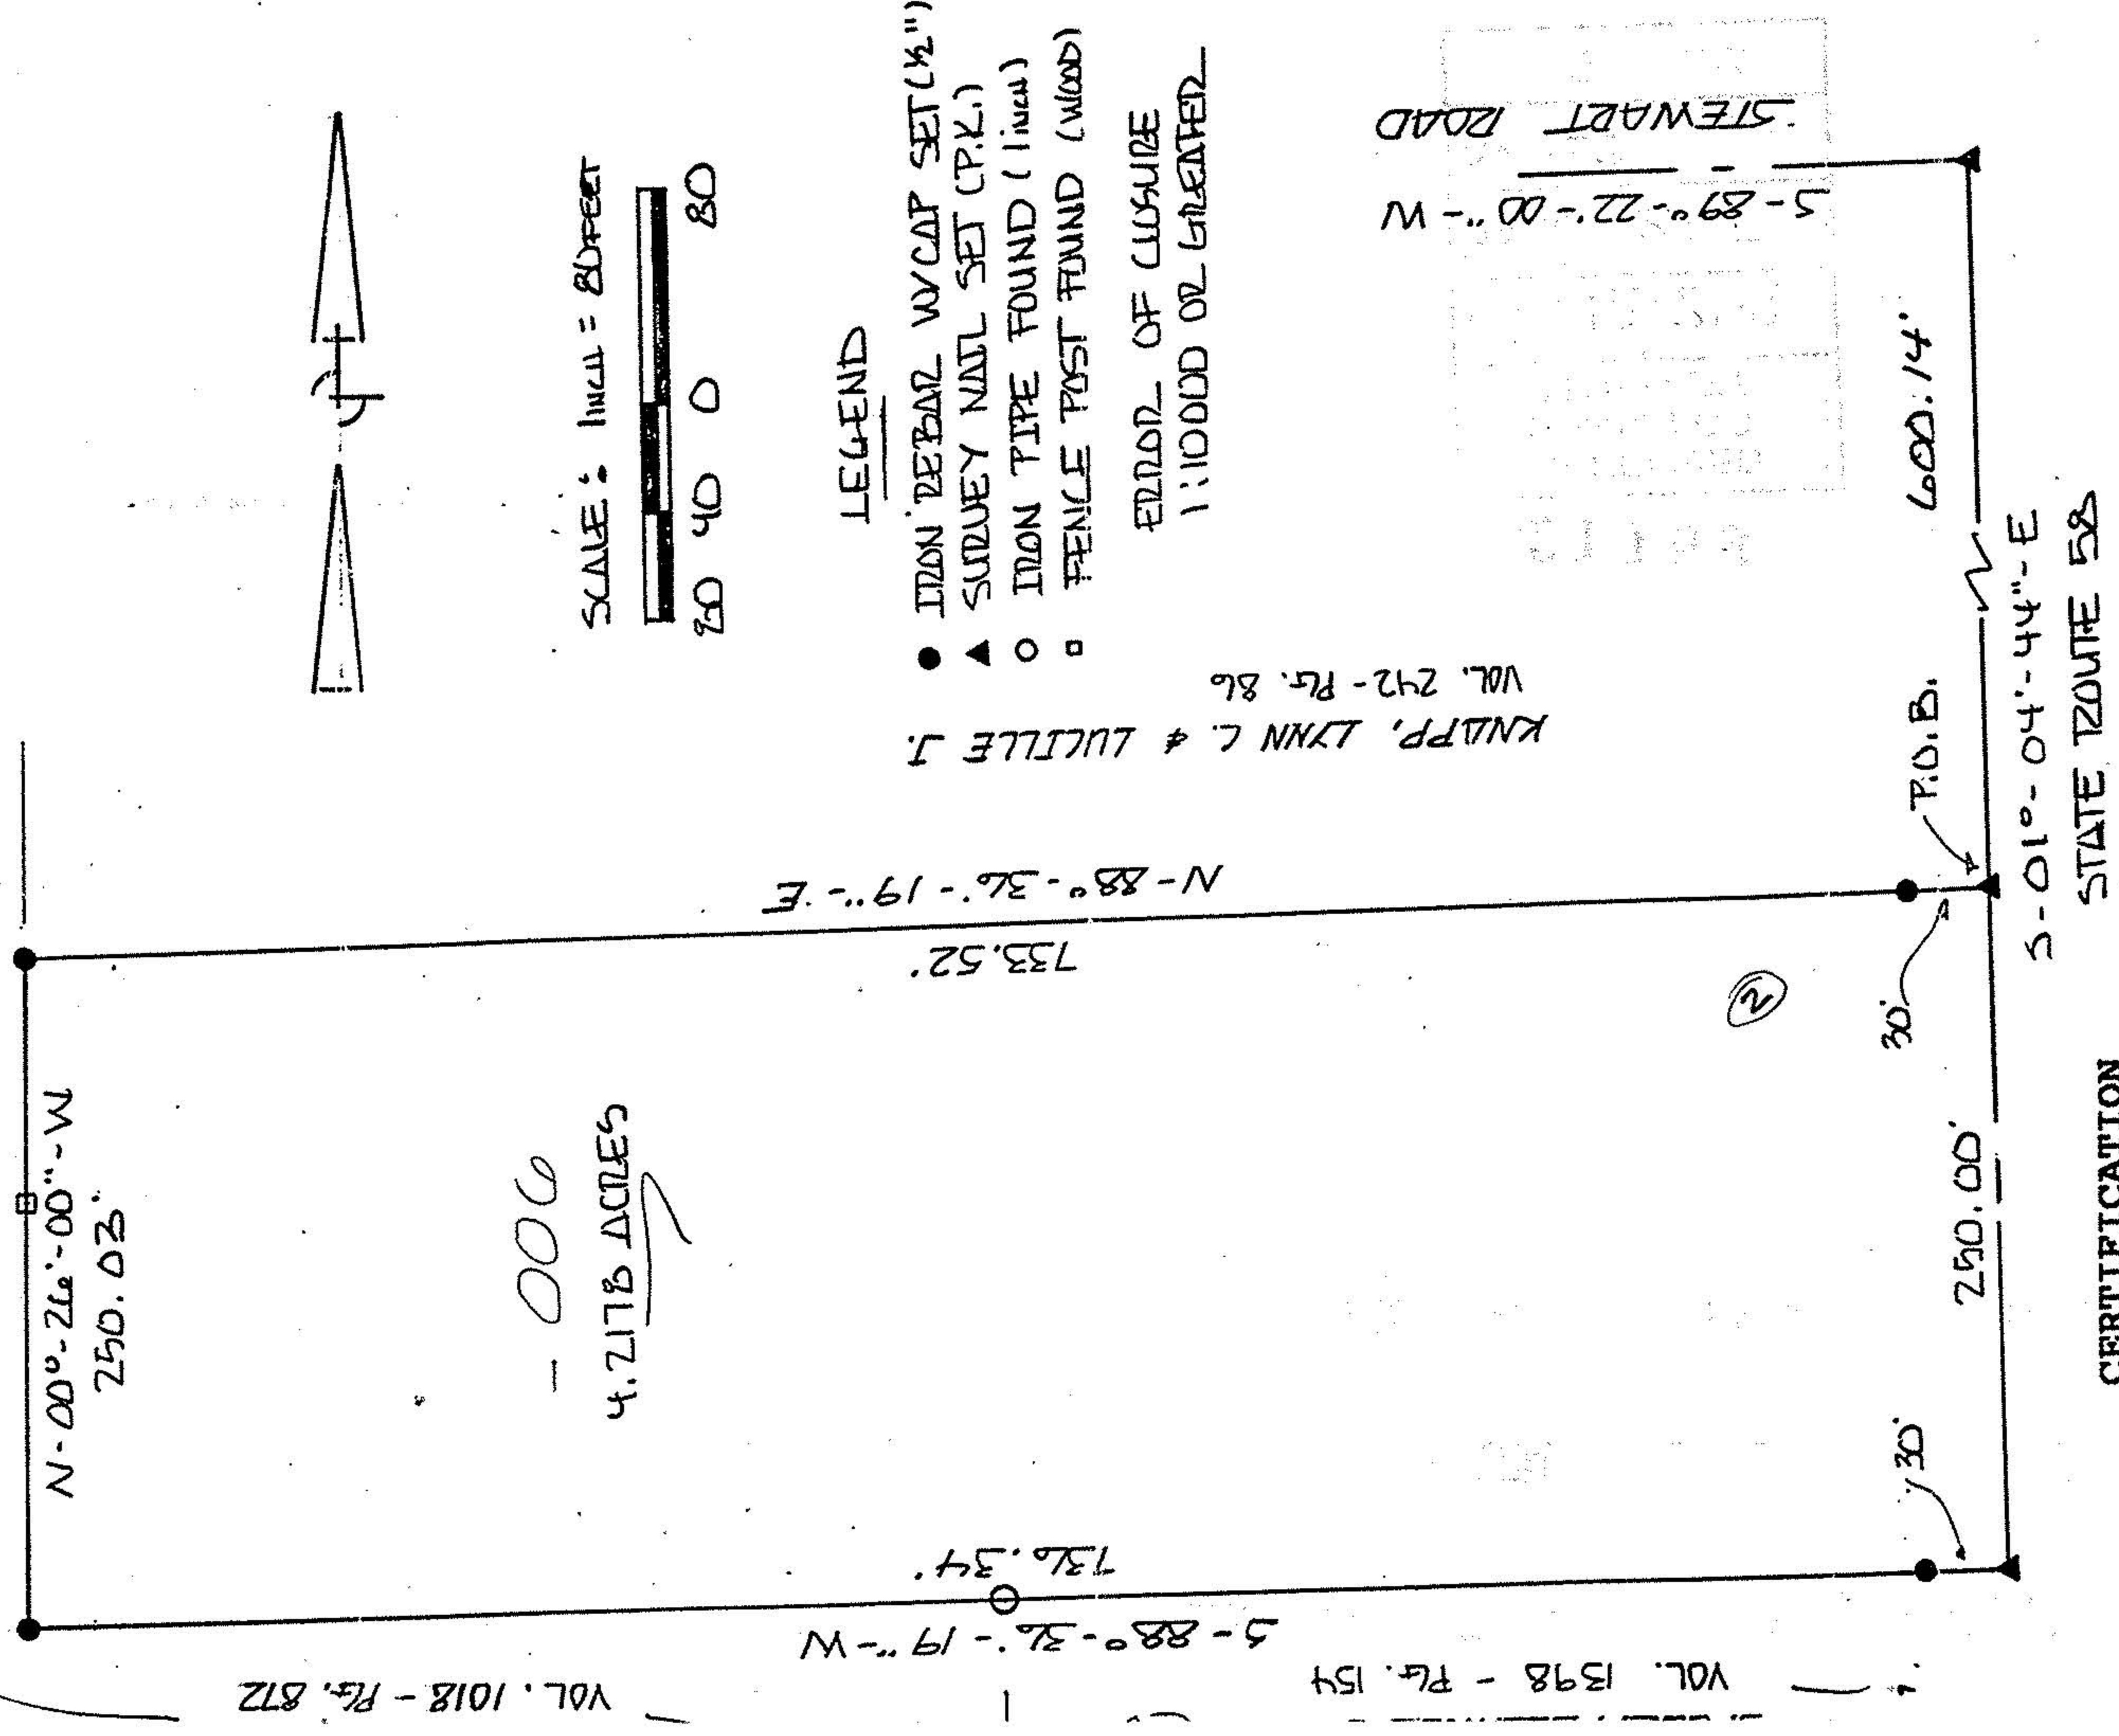 SCALE: 1INCH = 80FEET
80 40 0 80
LEGEND
● IRON REBAR W/CAP SET (½")
▲ SURVEY NAIL SET (P.K.)
○ IRON PIPE FOUND (1 INCH)
□ FENCE POST FOUND (WOOD)
ERROR OF CLOSURE
1:10000 OR GREATER
STEWART ROAD
S-89°-22'-00"-W
600.14'
S-01°-04'-44"-E
STATE ROUTE 58
P.O.B.
KNAPP, LYNN C. & LUCILLE J.
VOL. 242 - PG. 86
N-88°-36'-19"-E
733.52'
N-00°-26'-00"-W
250.03'
- 006
4.2178 ACRES
2
30'
250.00'
30'
736.34'
S-88°-36'-19"-W
VOL. 1018 - PG. 872
VOL. 1398 - PG. 154
CERTIFICATION